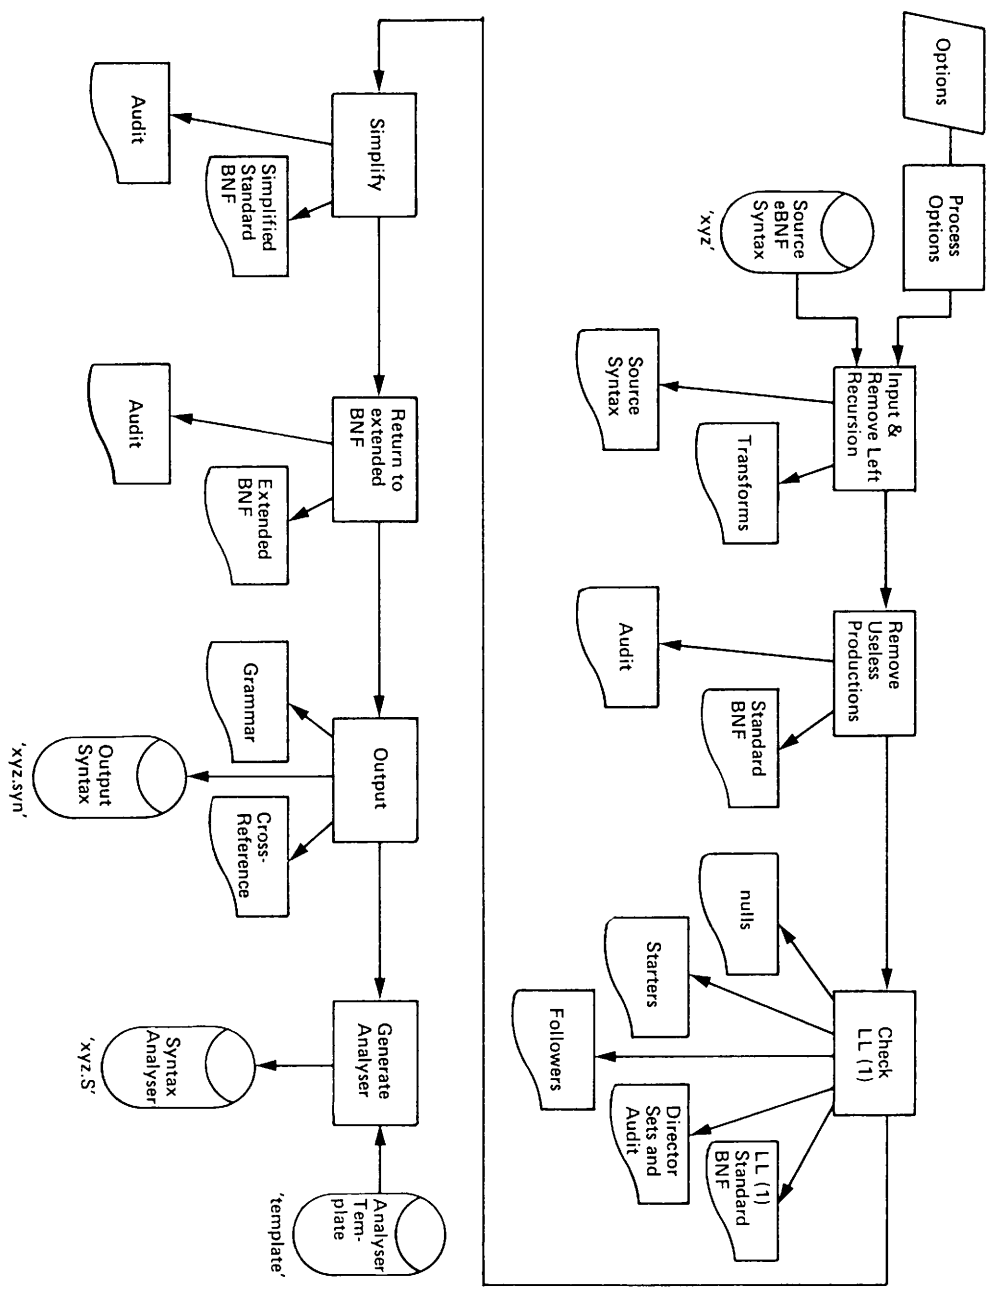 Options
Process
Options
Source
eBNF
Syntax
'xyz'
Input &
Remove Left
Recursion
Source
Syntax
Transforms
Remove
Useless
Productions
Audit
Standard
BNF
Check
LL (1)
nulls
Starters
Followers
Director
Sets and
Audit
LL (1)
Standard
BNF
Simplify
Audit
Simplified
Standard
BNF
Return to
extended
BNF
Audit
Extended
BNF
Output
Grammar
Output
Syntax
'xyz.syn'
Cross-
Reference
Generate
Analyser
Syntax
Analyser
'xyz.S'
Analyser
Tem-
plate
'template'